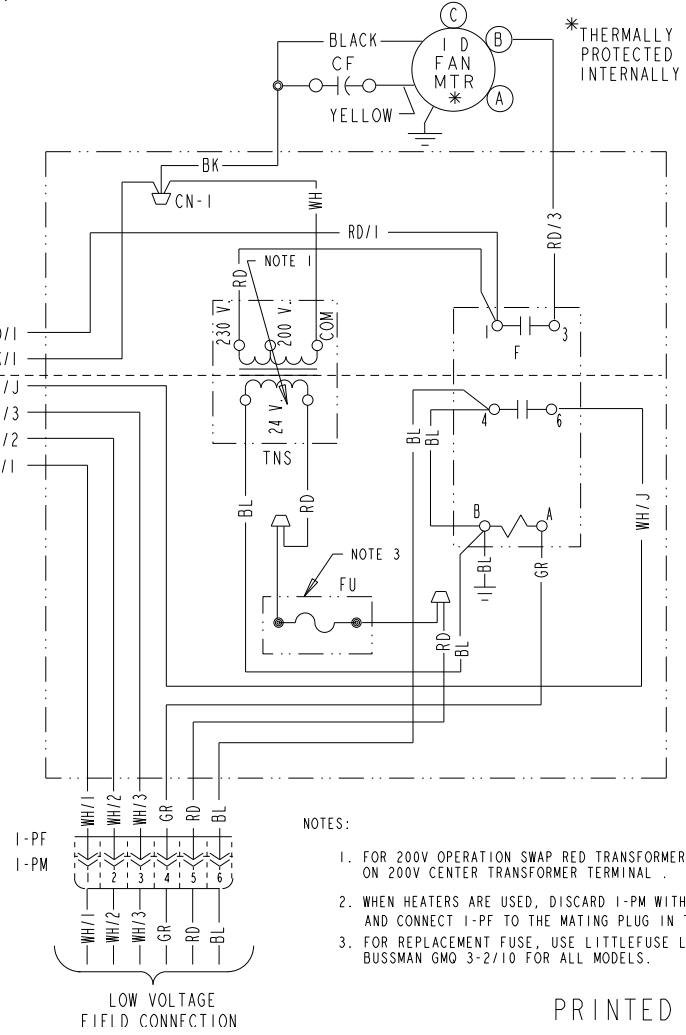 C
BLACK
I D
FAN
MTR
*
B
A
* THERMALLY
PROTECTED
INTERNALLY
CF
YELLOW
BK
CN-1
WH
RD/1
RD/3
RD
NOTE 1
230 V.
200 V.
COM
1
3
F
/1
/1
/J
/3
/2
/1
24 V.
TNS
4
6
BL
BL
BL
RD
B
A
WH/J
BL
GR
NOTE 3
FU
RD
BL
WH/1
WH/2
WH/3
GR
RD
BL
1-PF
1-PM
1
2
3
4
5
6
WH/1
WH/2
WH/3
GR
RD
BL
LOW VOLTAGE
FIELD CONNECTION
NOTES:
1. FOR 200V OPERATION SWAP RED TRANSFORMER
ON 200V CENTER TRANSFORMER TERMINAL .
2. WHEN HEATERS ARE USED, DISCARD 1-PM WITH
AND CONNECT 1-PF TO THE MATING PLUG IN
3. FOR REPLACEMENT FUSE, USE LITTLEFUSE L
BUSSMAN GMQ 3-2/10 FOR ALL MODELS.
PRINTED